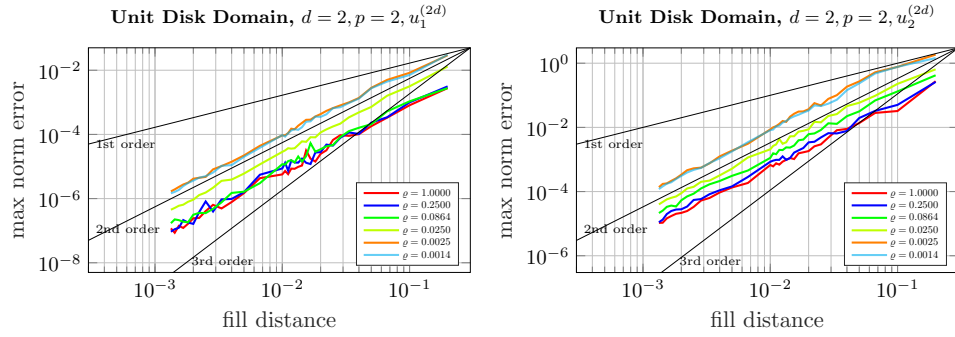 Unit Disk Domain, $d = 2, p = 2, u_1^{(2d)}$
max norm error
10^{-2}
10^{-4}
10^{-6}
10^{-8}
1st order
2nd order
3rd order
ϱ = 1.0000
ϱ = 0.2500
ϱ = 0.0864
ϱ = 0.0250
ϱ = 0.0025
ϱ = 0.0014
10^{-3} 10^{-2} 10^{-1}
fill distance
Unit Disk Domain, $d = 2, p = 2, u_2^{(2d)}$
max norm error
10^{0}
10^{-2}
10^{-4}
10^{-6}
1st order
2nd order
3rd order
ϱ = 1.0000
ϱ = 0.2500
ϱ = 0.0864
ϱ = 0.0250
ϱ = 0.0025
ϱ = 0.0014
10^{-3} 10^{-2} 10^{-1}
fill distance